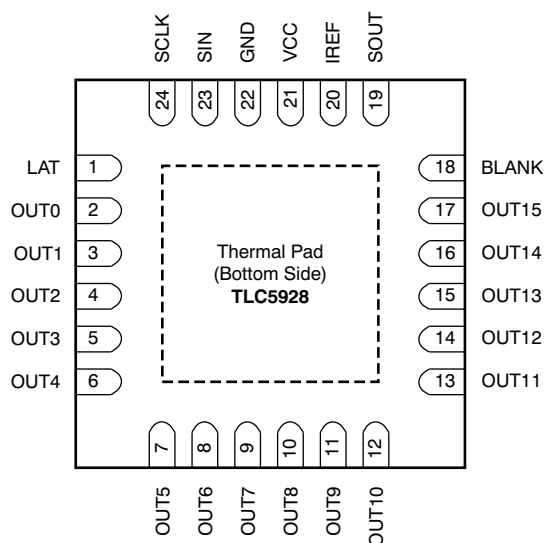 SCLK
SIN
GND
VCC
IREF
SOUT
24
23
22
21
20
19
LAT 1
18 BLANK
OUT0 2
17 OUT15
OUT1 3
16 OUT14
OUT2 4
15 OUT13
OUT3 5
14 OUT12
OUT4 6
13 OUT11
Thermal Pad
(Bottom Side)
TLC5928
7
8
9
10
11
12
OUT5
OUT6
OUT7
OUT8
OUT9
OUT10